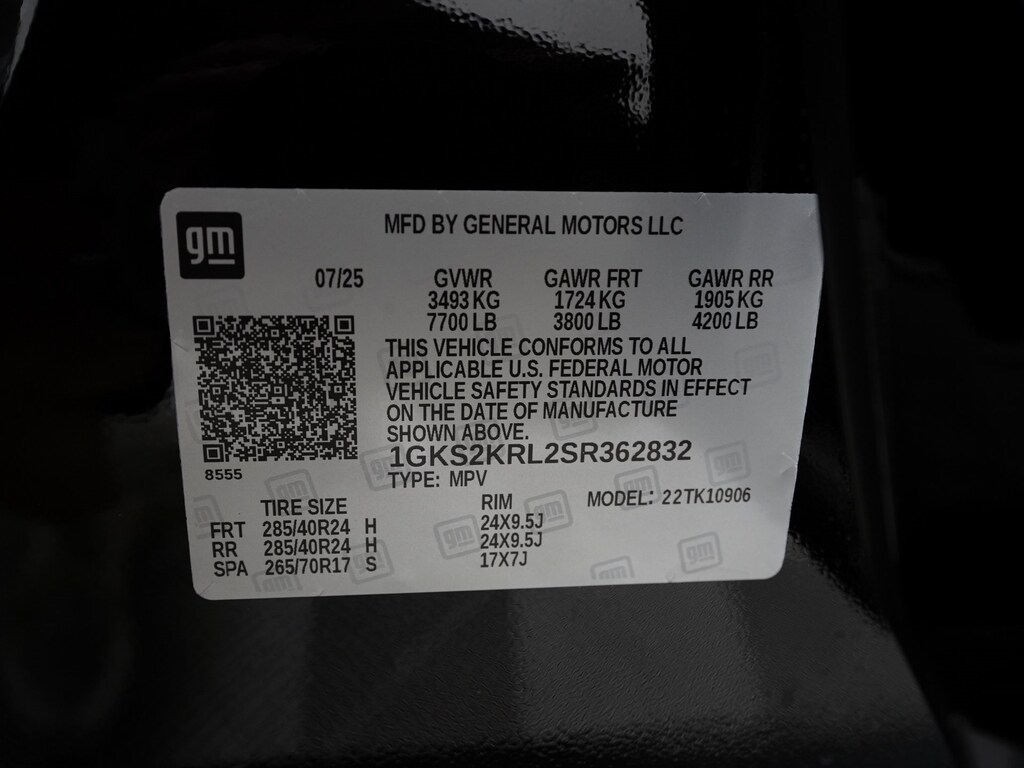 gm
MFD BY GENERAL MOTORS LLC
07/25 GVWR GAWR FRT GAWR RR
3493 KG 1724 KG 1905 KG
7700 LB 3800 LB 4200 LB
THIS VEHICLE CONFORMS TO ALL
APPLICABLE U.S. FEDERAL MOTOR
VEHICLE SAFETY STANDARDS IN EFFECT
ON THE DATE OF MANUFACTURE
SHOWN ABOVE.
1GKS2KRL2SR362832
8555 TYPE: MPV
TIRE SIZE RIM MODEL: 22TK10906
FRT 285/40R24 H 24X9.5J
RR 285/40R24 H 24X9.5J
SPA 265/70R17 S 17X7J